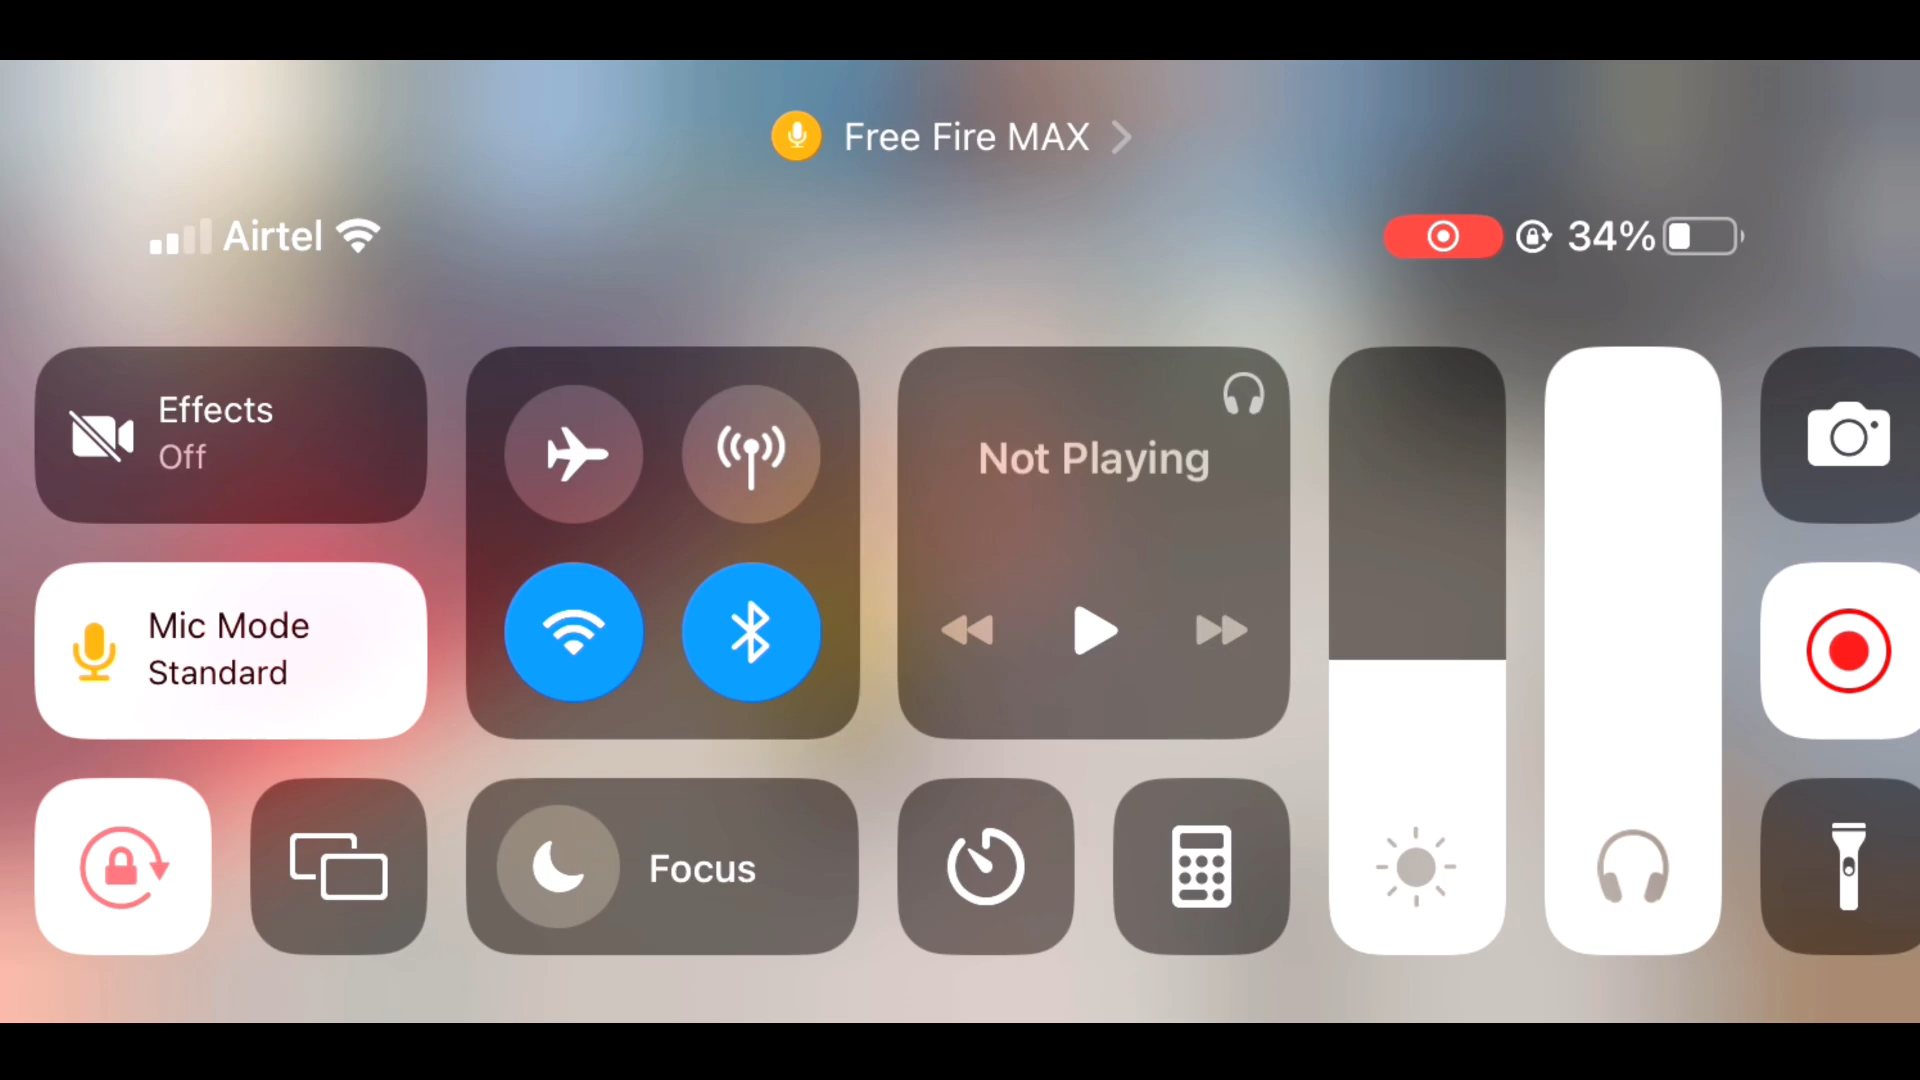 Free Fire MAX
Airtel
34%
Effects
Off
Not Playing
Mic Mode
Standard
Focus